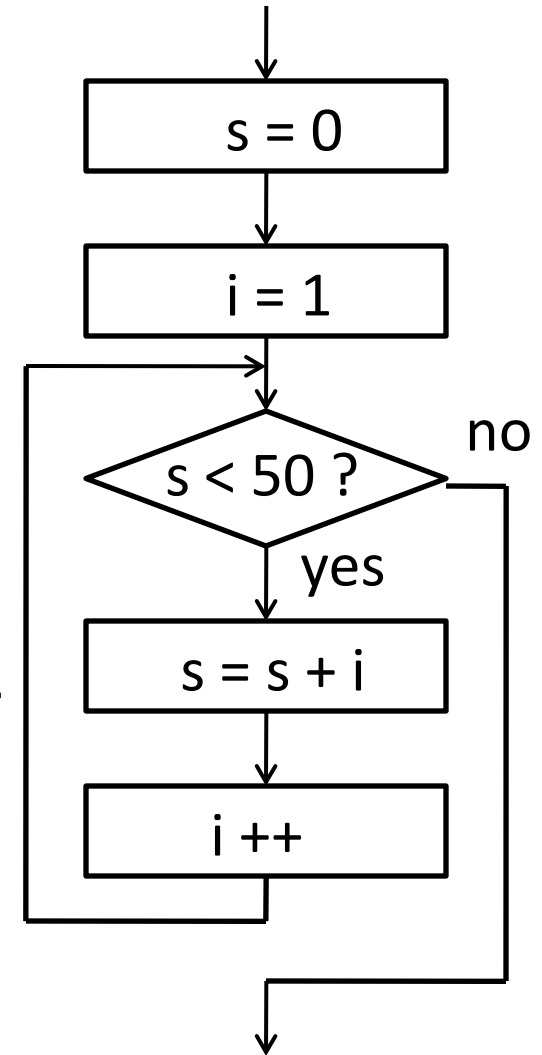 s = 0
i = 1
s < 50 ?
no
yes
s = s + i
i ++